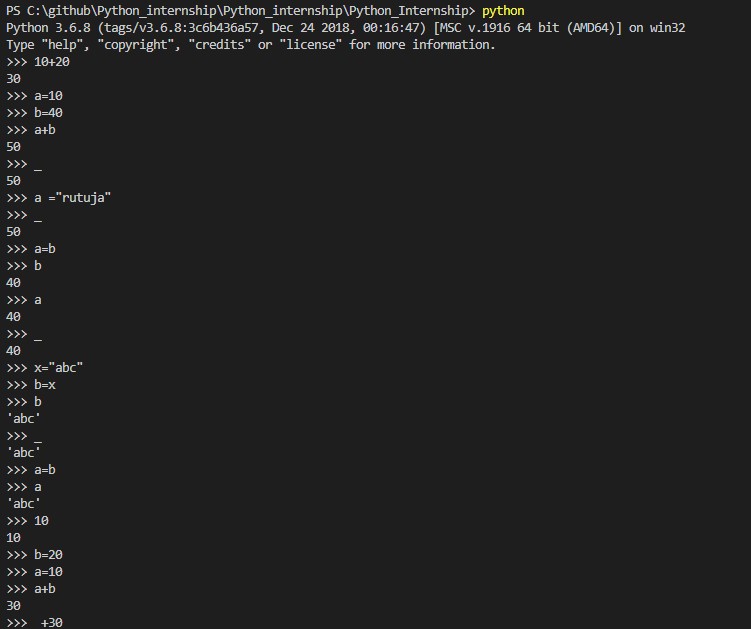 PS C:\github\Python_internship\Python_internship\Python_Internship> python
Python 3.6.8 (tags/v3.6.8:3c6b436a57, Dec 24 2018, 00:16:47) [MSC v.1916 64 bit (AMD64)] on win32
Type "help", "copyright", "credits" or "license" for more information.
>>> 10+20
30
>>> a=10
>>> b=40
>>> a+b
50
>>> _
50
>>> a ="rutuja"
>>> _
50
>>> a=b
>>> b
40
>>> a
40
>>> _
40
>>> x="abc"
>>> b=x
>>> b
'abc'
>>> _
'abc'
>>> a=b
>>> a
'abc'
>>> 10
10
>>> b=20
>>> a=10
>>> a+b
30
>>>  +30